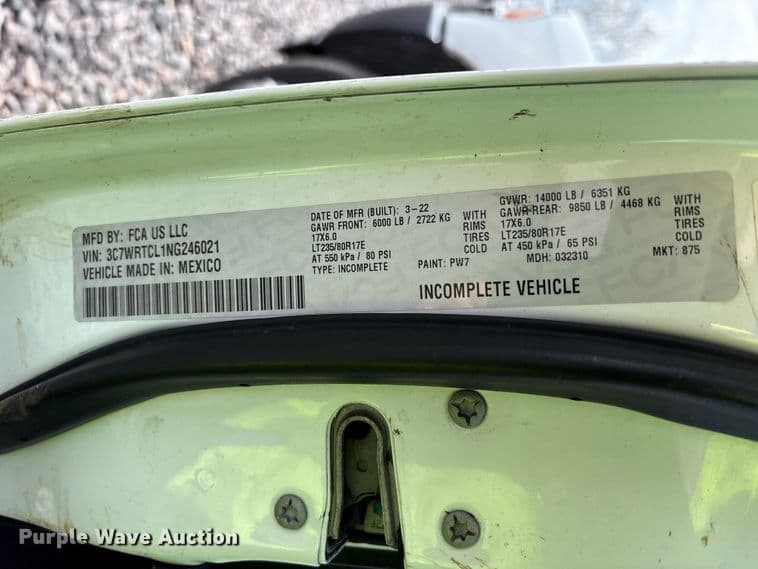 MFD BY: FCA US LLC
VIN: 3C7WRTCL1NG246021
VEHICLE MADE IN: MEXICO
DATE OF MFR (BUILT): 3-22
GAWR FRONT: 6000 LB / 2722 KG WITH
17X6.0 RIMS
LT235/80R17E TIRES
AT 550 kPa / 80 PSI COLD
TYPE: INCOMPLETE
PAINT: PW7
GVWR: 14000 LB / 6351 KG
GAWR REAR: 9850 LB / 4468 KG WITH
17X6.0 RIMS
LT235/80R17E TIRES
AT 450 kPa / 65 PSI COLD
MDH: 032310
MKT: 875
INCOMPLETE VEHICLE
Purple Wave Auction